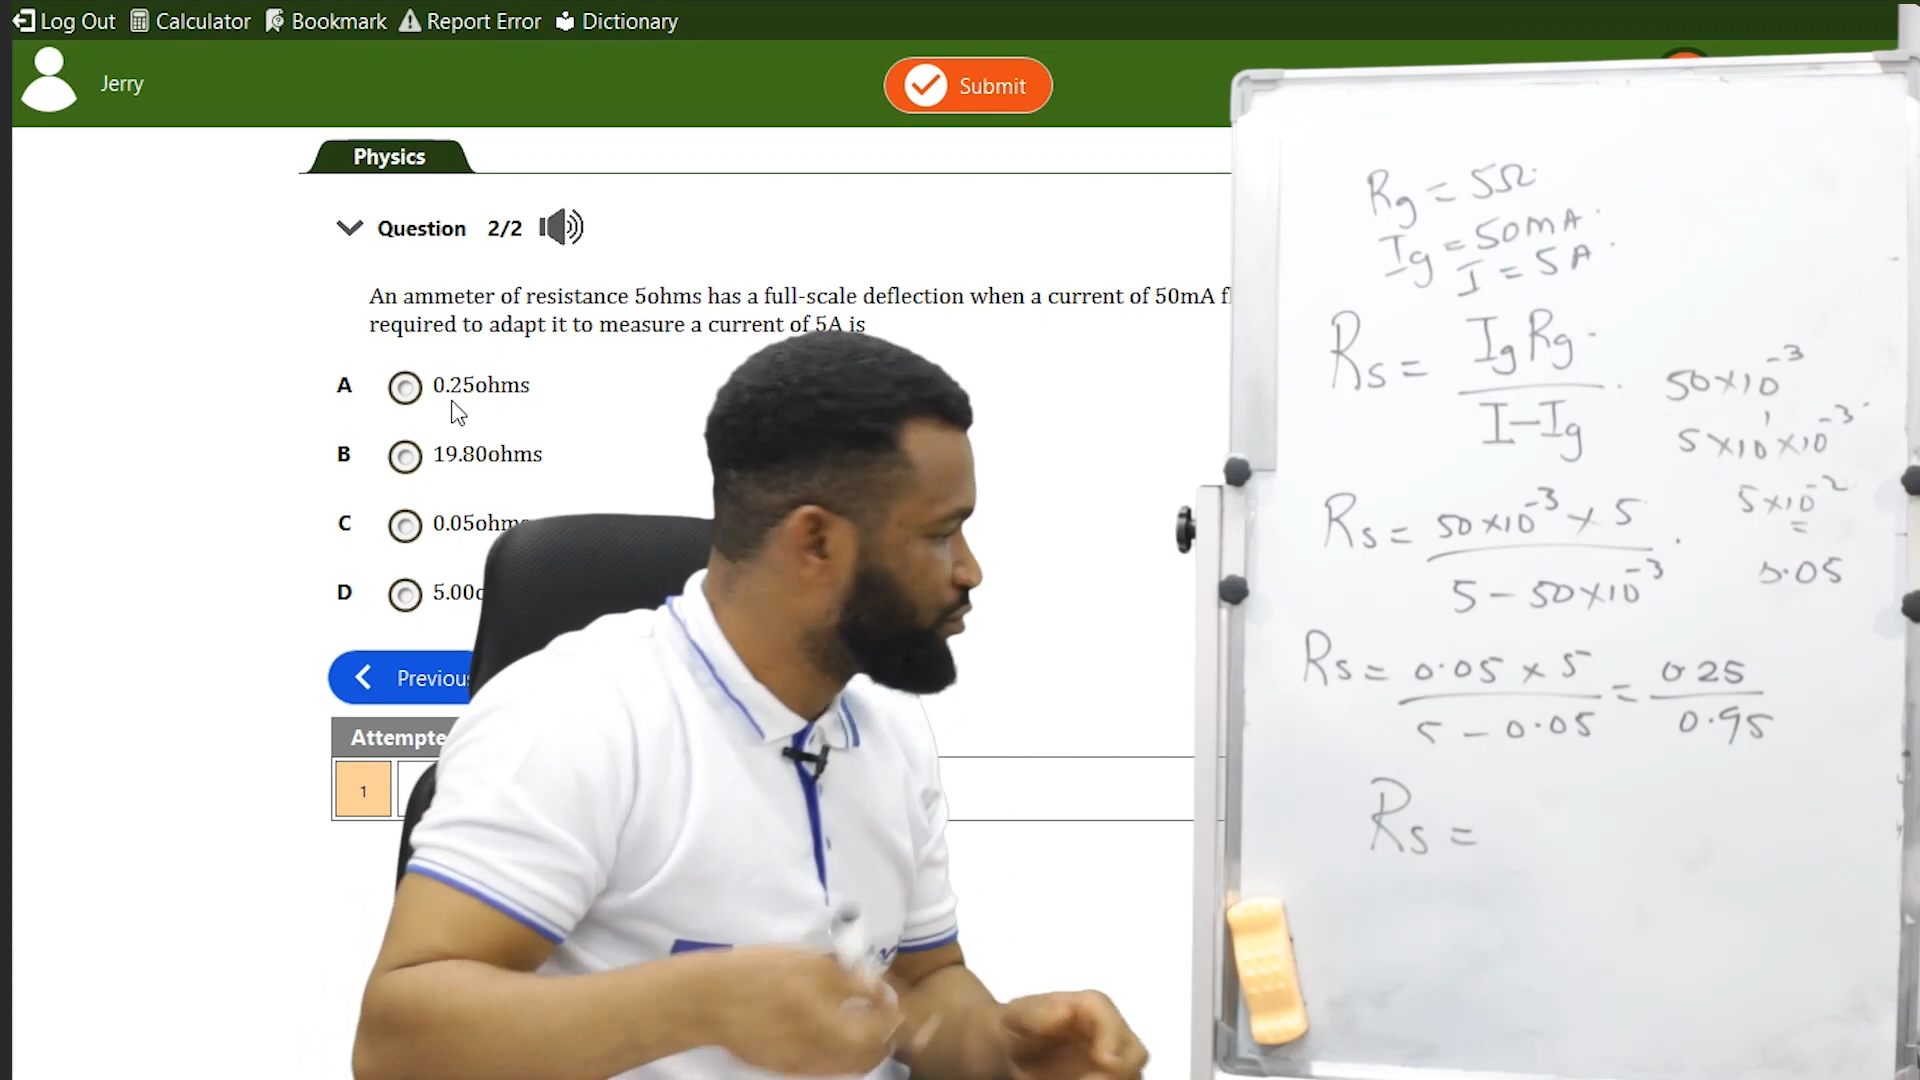 Log Out Calculator Bookmark Report Error Dictionary
Jerry
Submit
Physics
Question 2/2
An ammeter of resistance 5ohms has a full-scale deflection when a current of 50mA
required to adapt it to measure a current of 5A is
A 0.25ohms
B 19.80ohms
C 0.05ohms
D 5.00
Previous
Attempte
1
Rg = 5Ω
Ig = 50mA
I = 5A
Rs = IgRg / I-Ig
50×10⁻³
5×10¹×10⁻³
5×10⁻²
=
0.05
Rs = 50×10⁻³ × 5 / 5 - 50×10⁻³
Rs = 0.05 × 5 / 5 - 0.05 = 0.25 / 0.95
Rs =